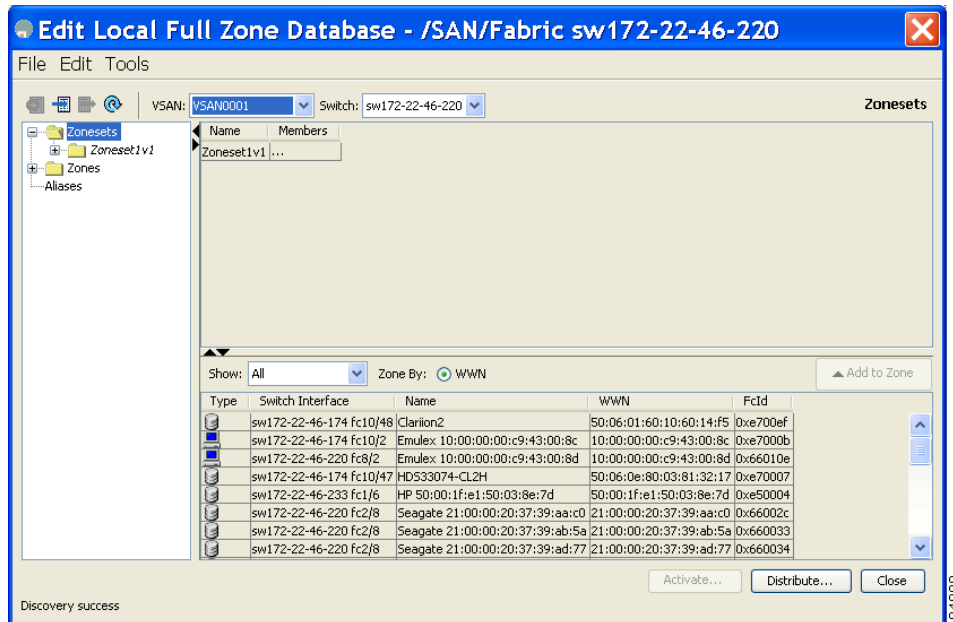 Edit Local Full Zone Database - /SAN/Fabric sw172-22-46-220
File Edit Tools
VSAN: VSAN0001 Switch: sw172-22-46-220 Zonesets
Zonesets
Zoneset1v1
Zones
Aliases
Name Members
Zoneset1v1 ...
Show: All Zone By: WWN Add to Zone
Type Switch Interface Name WWN FcId
sw172-22-46-174 fc10/48 Clariion2 50:06:01:60:10:60:14:f5 0xe700ef
sw172-22-46-174 fc10/2 Emulex 10:00:00:00:c9:43:00:8c 10:00:00:00:c9:43:00:8c 0xe7000b
sw172-22-46-220 fc8/2 Emulex 10:00:00:00:c9:43:00:8d 10:00:00:00:c9:43:00:8d 0x66010e
sw172-22-46-174 fc10/47 HDS33074-CL2H 50:06:0e:80:03:81:32:17 0xe70007
sw172-22-46-233 fc1/6 HP 50:00:1f:e1:50:03:8e:7d 50:00:1f:e1:50:03:8e:7d 0xe50004
sw172-22-46-220 fc2/8 Seagate 21:00:00:20:37:39:aa:c0 21:00:00:20:37:39:aa:c0 0x66002c
sw172-22-46-220 fc2/8 Seagate 21:00:00:20:37:39:ab:5a 21:00:00:20:37:39:ab:5a 0x660033
sw172-22-46-220 fc2/8 Seagate 21:00:00:20:37:39:ad:77 21:00:00:20:37:39:ad:77 0x660034
Activate... Distribute... Close
Discovery success